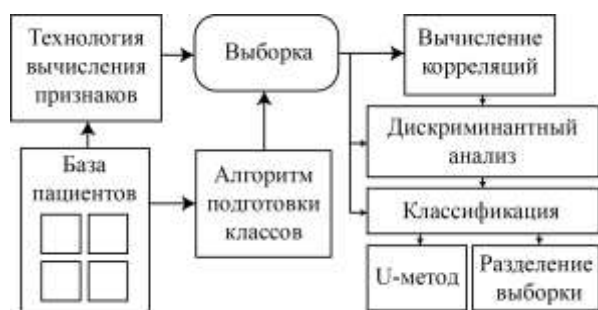 Технология
вычисления
признаков
Выборка
Вычисление
корреляций
База
пациентов
Алгоритм
подготовки
классов
Дискриминантный
анализ
Классификация
U-метод
Разделение
выборки